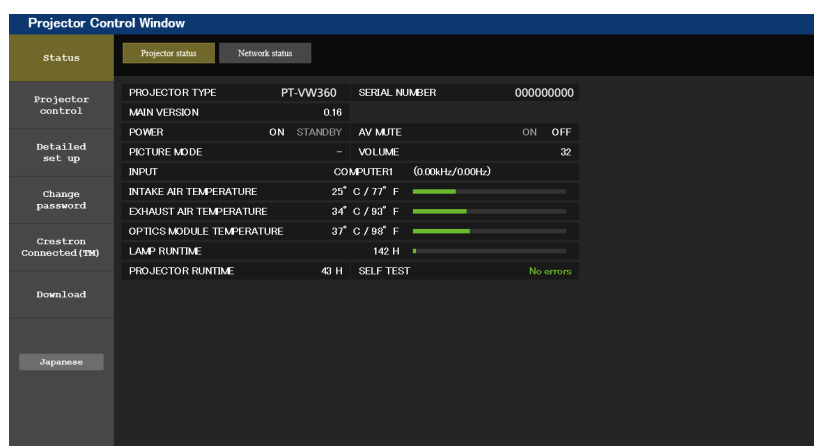 Projector Control Window
Status
Projector status Network status
Projector
control
Detailed
set up
Change
password
Crestron
Connected(TM)
Download
Japanese
PROJECTOR TYPE PT-VW360 SERIAL NUMBER 000000000
MAIN VERSION 0.16
POWER ON STANDBY AV MUTE ON OFF
PICTURE MODE – VOLUME 32
INPUT COMPUTER1 (0.00kHz/0.00Hz)
INTAKE AIR TEMPERATURE 25° C / 77° F
EXHAUST AIR TEMPERATURE 34° C / 93° F
OPTICS MODULE TEMPERATURE 37° C / 98° F
LAMP RUNTIME 142 H
PROJECTOR RUNTIME 43 H SELF TEST No errors